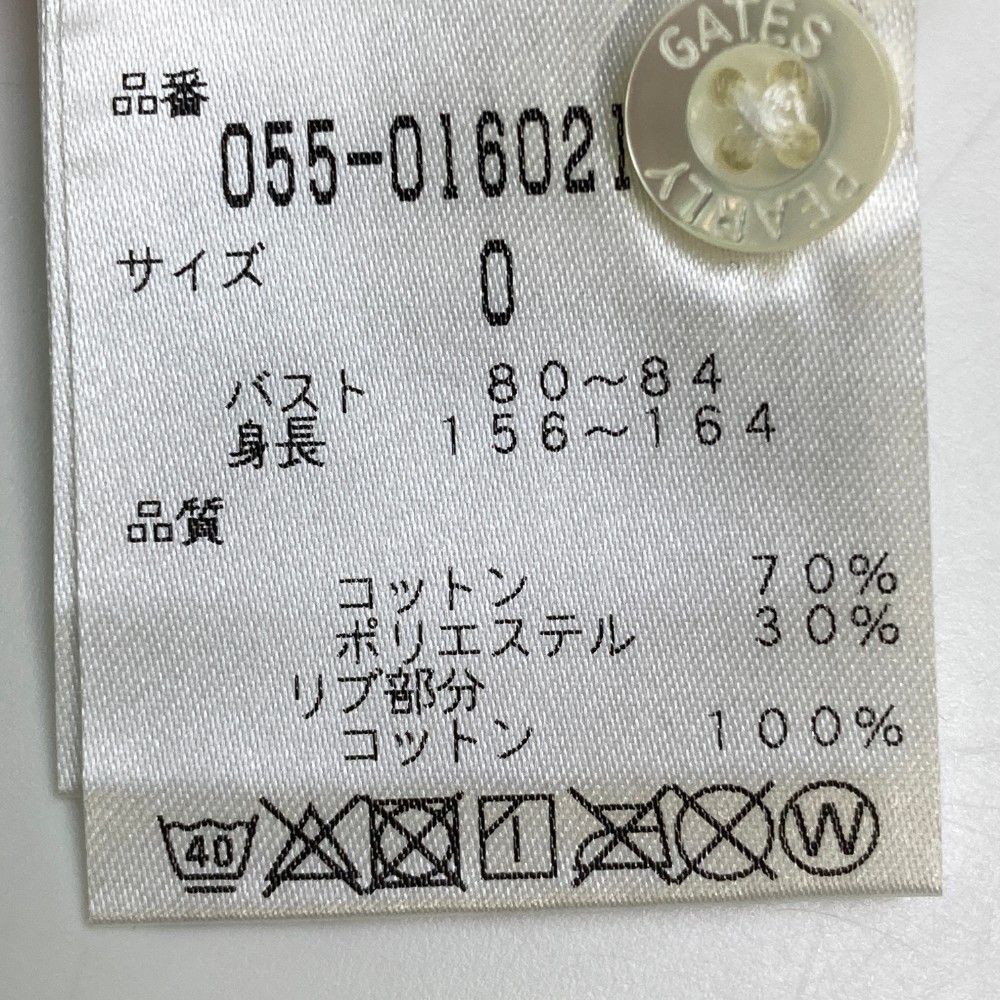 GATES
PEARLY
品番
055-016021
サイズ
0
バスト 80～84
身長 156～164
品質
コットン 70%
ポリエステル 30%
リブ部分
コットン 100%
40
W